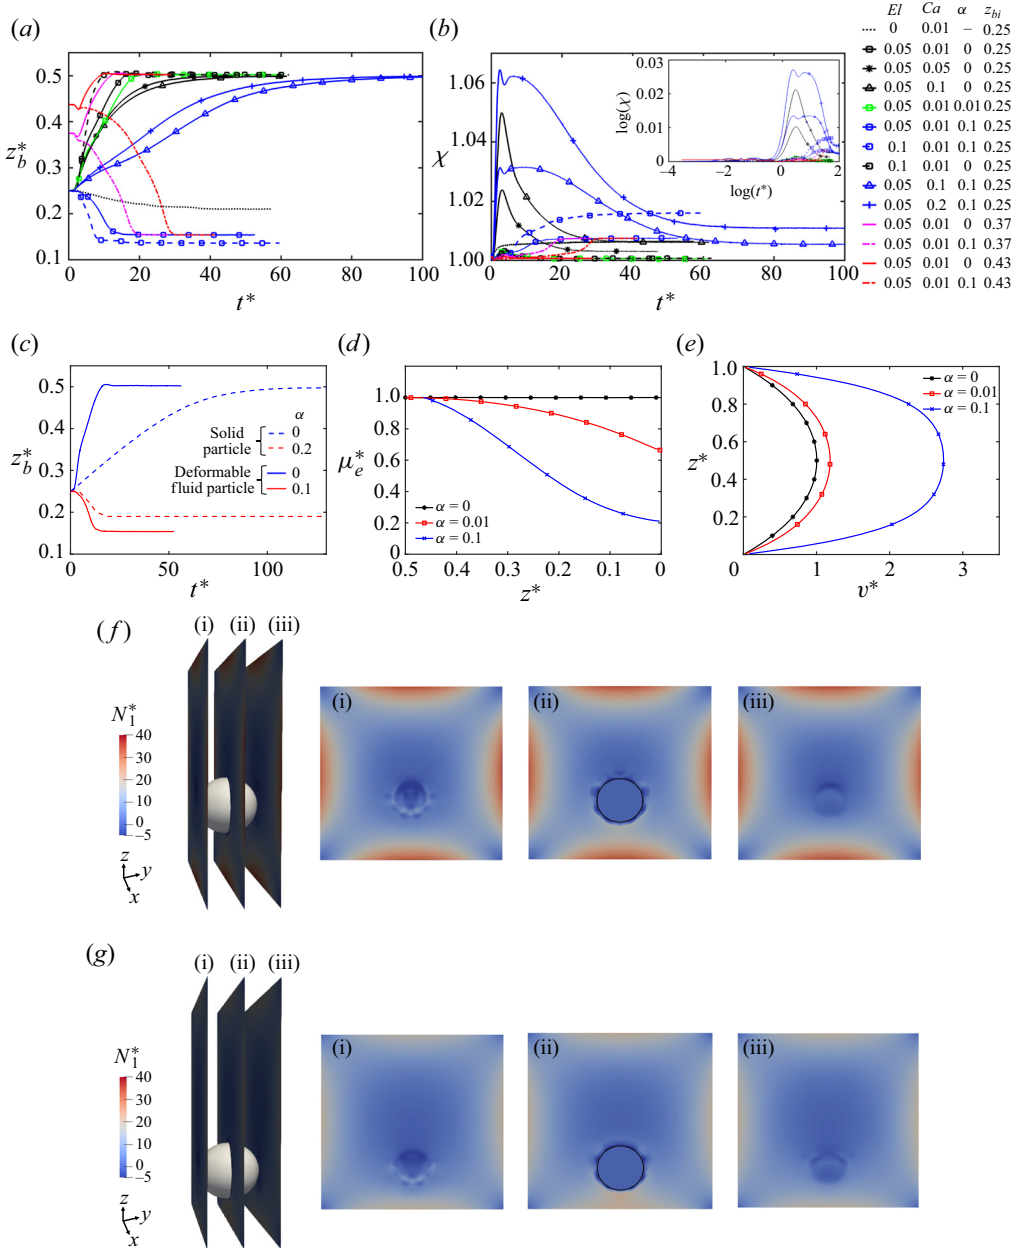 (a)
z*b
0.5
0.4
0.3
0.2
0.1
0 20 40 60 80 100
t*
(b)
χ
1.06
1.04
1.02
1.00
0 20 40 60 80 100
t*
log(χ)
0.03
0.02
0.01
0
−4 −2 0 2
log(t*)
El Ca α zbi
0 0.01 – 0.25
0.05 0.01 0 0.25
0.05 0.05 0 0.25
0.05 0.1 0 0.25
0.05 0.01 0.01 0.25
0.05 0.01 0.1 0.25
0.1 0.01 0.1 0.25
0.1 0.01 0 0.25
0.05 0.1 0.1 0.25
0.05 0.2 0.1 0.25
0.05 0.01 0 0.37
0.05 0.01 0.1 0.37
0.05 0.01 0 0.43
0.05 0.01 0.1 0.43
(c)
z*b
0.5
0.4
0.3
0.2
0.1
0 50 100
t*
α
Solid particle
0
0.2
Deformable fluid particle
0
0.1
(d)
μ*e
1.0
0.8
0.6
0.4
0.2
0
0.5 0.4 0.3 0.2 0.1 0
z*
α = 0
α = 0.01
α = 0.1
(e)
z*
1.0
0.8
0.6
0.4
0.2
0 1 2 3
v*
α = 0
α = 0.01
α = 0.1
(f)
(i) (ii) (iii)
N*1
40
30
20
10
0
−5
z
y
x
(i)
(ii)
(iii)
(g)
(i) (ii) (iii)
N*1
40
30
20
10
0
−5
z
y
x
(i)
(ii)
(iii)